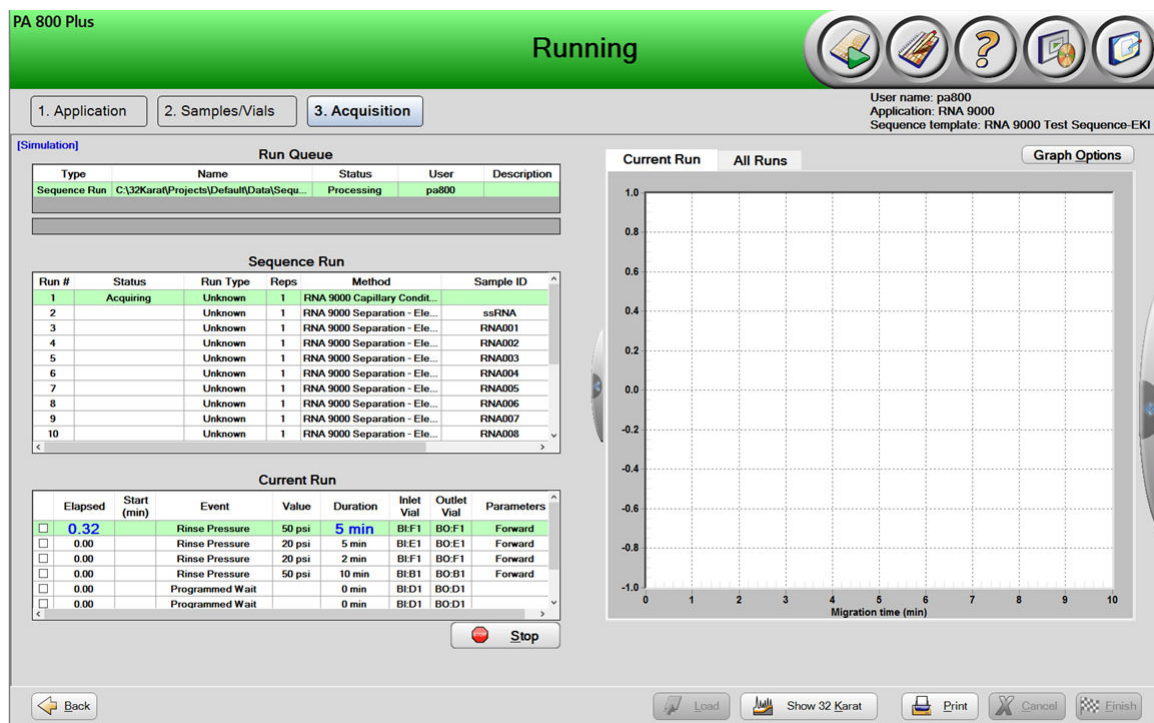 PA 800 Plus
Running
1. Application
2. Samples/Vials
3. Acquisition
User name: pa800
Application: RNA 9000
Sequence template: RNA 9000 Test Sequence-EKI
[Simulation]
Run Queue
Type Name Status User Description
Sequence Run C:\32Karat\Projects\Default\Data\Sequ... Processing pa800
Sequence Run
Run # Status Run Type Reps Method Sample ID
1 Acquiring Unknown 1 RNA 9000 Capillary Condit...
2 Unknown 1 RNA 9000 Separation - Ele... ssRNA
3 Unknown 1 RNA 9000 Separation - Ele... RNA001
4 Unknown 1 RNA 9000 Separation - Ele... RNA002
5 Unknown 1 RNA 9000 Separation - Ele... RNA003
6 Unknown 1 RNA 9000 Separation - Ele... RNA004
7 Unknown 1 RNA 9000 Separation - Ele... RNA005
8 Unknown 1 RNA 9000 Separation - Ele... RNA006
9 Unknown 1 RNA 9000 Separation - Ele... RNA007
10 Unknown 1 RNA 9000 Separation - Ele... RNA008
Current Run
Elapsed Start (min) Event Value Duration Inlet Vial Outlet Vial Parameters
0.32 Rinse Pressure 50 psi 5 min BI:F1 BO:F1 Forward
0.00 Rinse Pressure 20 psi 5 min BI:E1 BO:E1 Forward
0.00 Rinse Pressure 20 psi 2 min BI:F1 BO:F1 Forward
0.00 Rinse Pressure 50 psi 10 min BI:B1 BO:B1 Forward
0.00 Programmed Wait 0 min BI:D1 BO:D1
0.00 Programmed Wait 0 min BI:D1 BO:D1
Stop
Current Run
All Runs
Graph Options
1.0
0.8
0.6
0.4
0.2
0.0
-0.2
-0.4
-0.6
-0.8
-1.0
0 1 2 3 4 5 6 7 8 9 10
Migration time (min)
Back
Load
Show 32 Karat
Print
Cancel
Finish